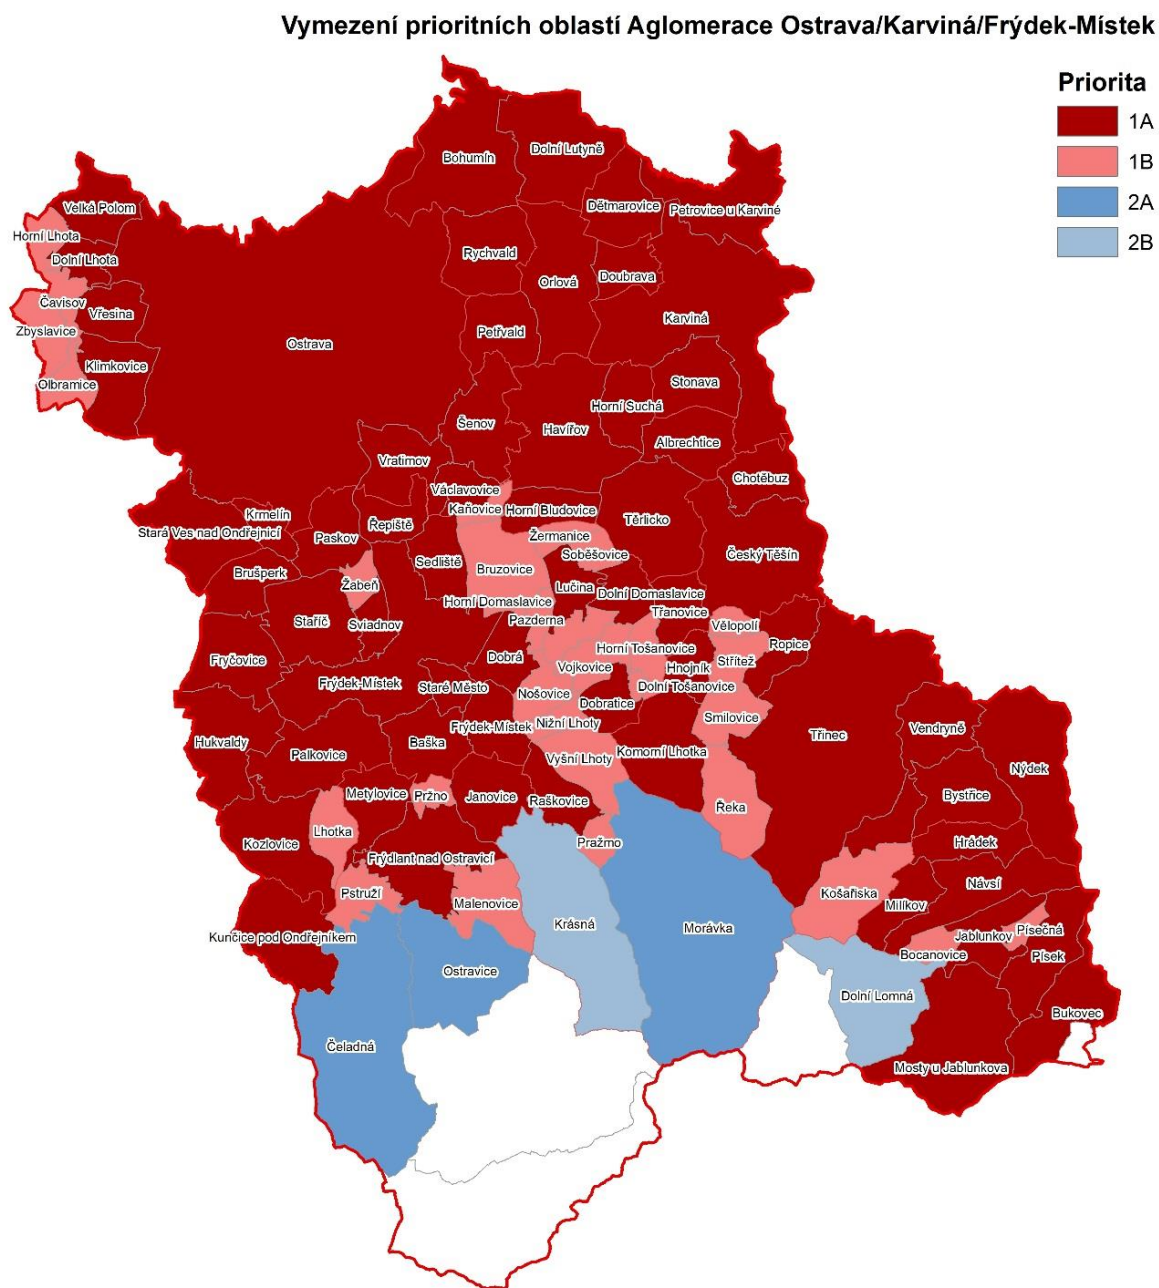 Vymezení prioritních oblastí Aglomerace Ostrava/Karviná/Frýdek-Místek
Priorita
1A
1B
2A
2B
Bohumín
Dolní Lutyně
Dětmarovice
Petrovice u Karviné
Velká Polom
Horní Lhota
Dolní Lhota
Rychvald
Orlová
Doubrava
Čavisov
Vřesina
Zbyslavice
Karviná
Petřvald
Ostrava
Klimkovice
Olbramice
Stonava
Horní Suchá
Šenov
Havířov
Albrechtice
Vratimov
Chotěbuz
Václavovice
Kaňovice
Horní Bludovice
Krmelín
Řepiště
Těrlicko
Stará Ves nad Ondřejnicí
Paskov
Žermanice
Soběšovice
Český Těšín
Sedliště
Bruzovice
Brušperk
Žabeň
Lučina
Dolní Domaslavice
Horní Domaslavice
Třanovice
Staříč
Sviadnov
Pazderna
Vělopolí
Ropice
Horní Tošanovice
Dobrá
Fryčovice
Vojkovice
Hnojník
Střítež
Frýdek-Místek
Staré Město
Nošovice
Dolní Tošanovice
Dobratice
Smilovice
Frýdek-Místek
Nižní Lhoty
Třinec
Vendryně
Hukvaldy
Baška
Palkovice
Vyšní Lhoty
Komorní Lhotka
Nýdek
Metylovice
Pržno
Janovice
Raškovice
Řeka
Bystřice
Lhotka
Kozlovice
Pražmo
Hrádek
Frýdlant nad Ostravicí
Pstruží
Malenovice
Košařiska
Návsí
Milíkov
Krásná
Morávka
Kunčice pod Ondřejníkem
Jablunkov
Písečná
Bocanovice
Písek
Ostravice
Dolní Lomná
Bukovec
Čeladná
Mosty u Jablunkova